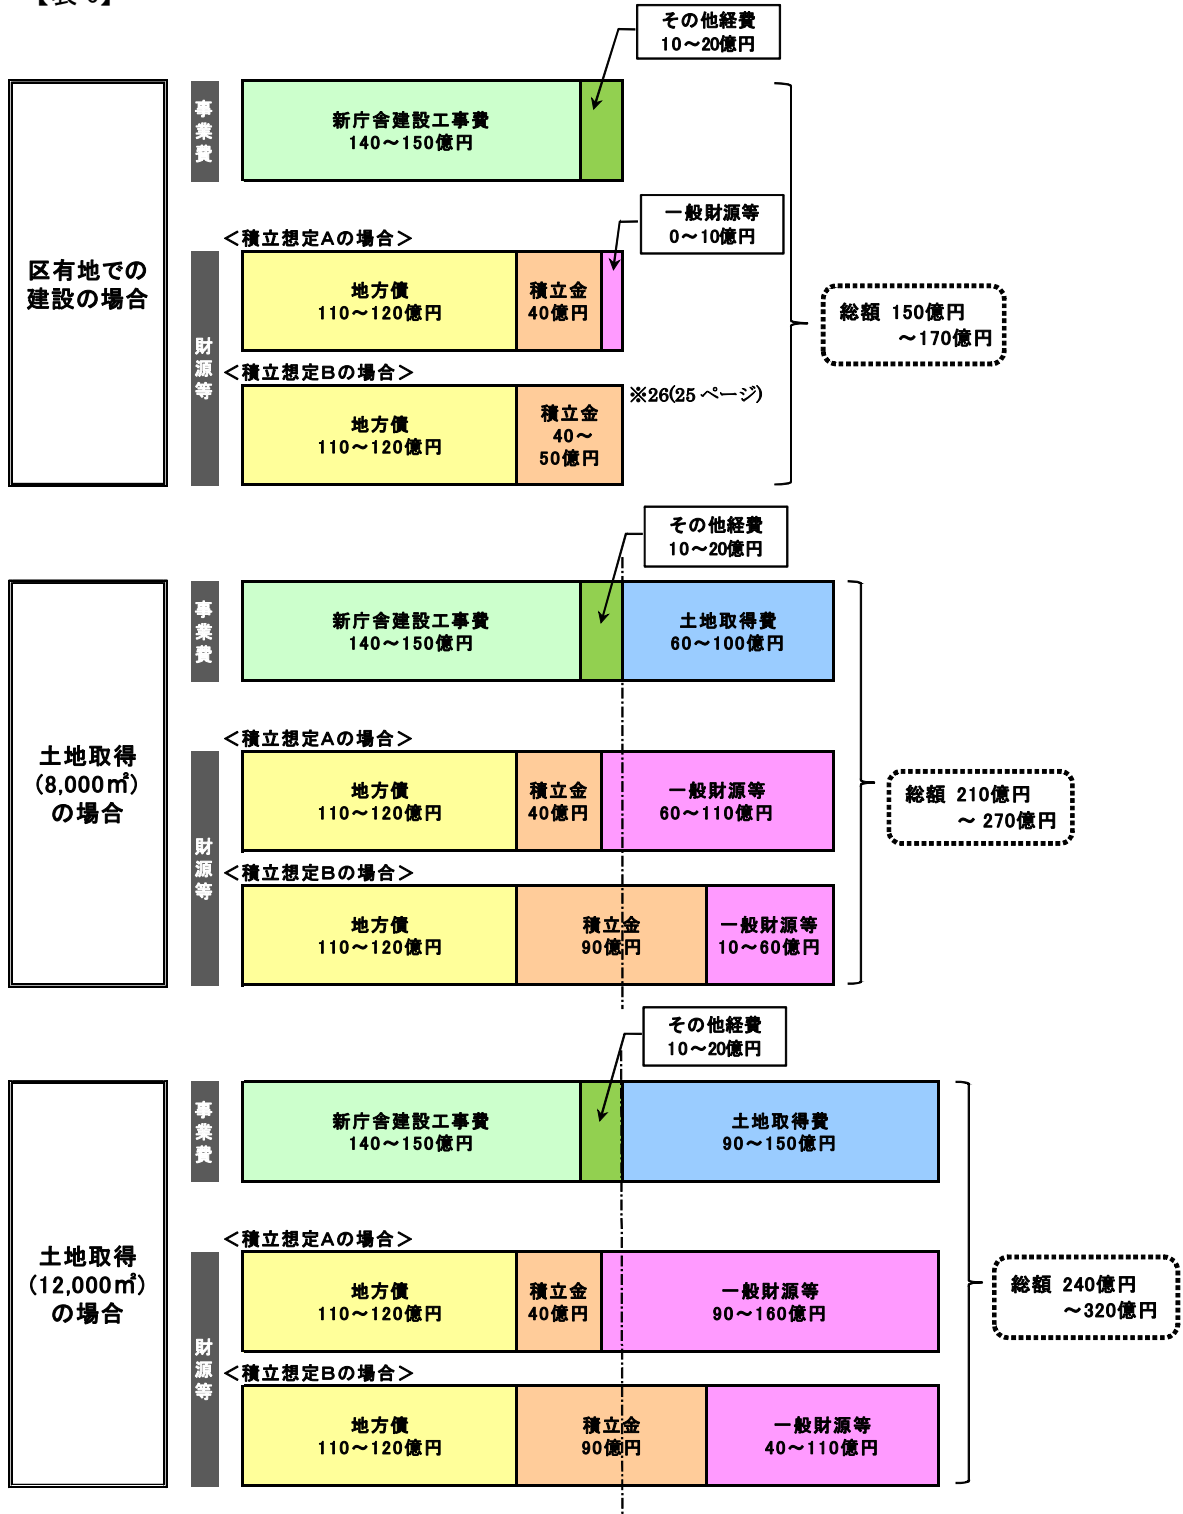 その他経費
10～20億円
事業費
新庁舎建設工事費
140～150億円
一般財源等
0～10億円
区有地での
建設の場合
財源等
＜積立想定Aの場合＞
地方債
110～120億円
積立金
40億円
＜積立想定Bの場合＞
地方債
110～120億円
積立金
40～
50億円
※26(25 ページ)
総額 150億円
～170億円
その他経費
10～20億円
事業費
新庁舎建設工事費
140～150億円
土地取得費
60～100億円
土地取得
(8,000㎡)
の場合
財源等
＜積立想定Aの場合＞
地方債
110～120億円
積立金
40億円
一般財源等
60～110億円
＜積立想定Bの場合＞
地方債
110～120億円
積立金
90億円
一般財源等
10～60億円
総額 210億円
～ 270億円
その他経費
10～20億円
事業費
新庁舎建設工事費
140～150億円
土地取得費
90～150億円
土地取得
(12,000㎡)
の場合
財源等
＜積立想定Aの場合＞
地方債
110～120億円
積立金
40億円
一般財源等
90～160億円
＜積立想定Bの場合＞
地方債
110～120億円
積立金
90億円
一般財源等
40～110億円
総額 240億円
～320億円